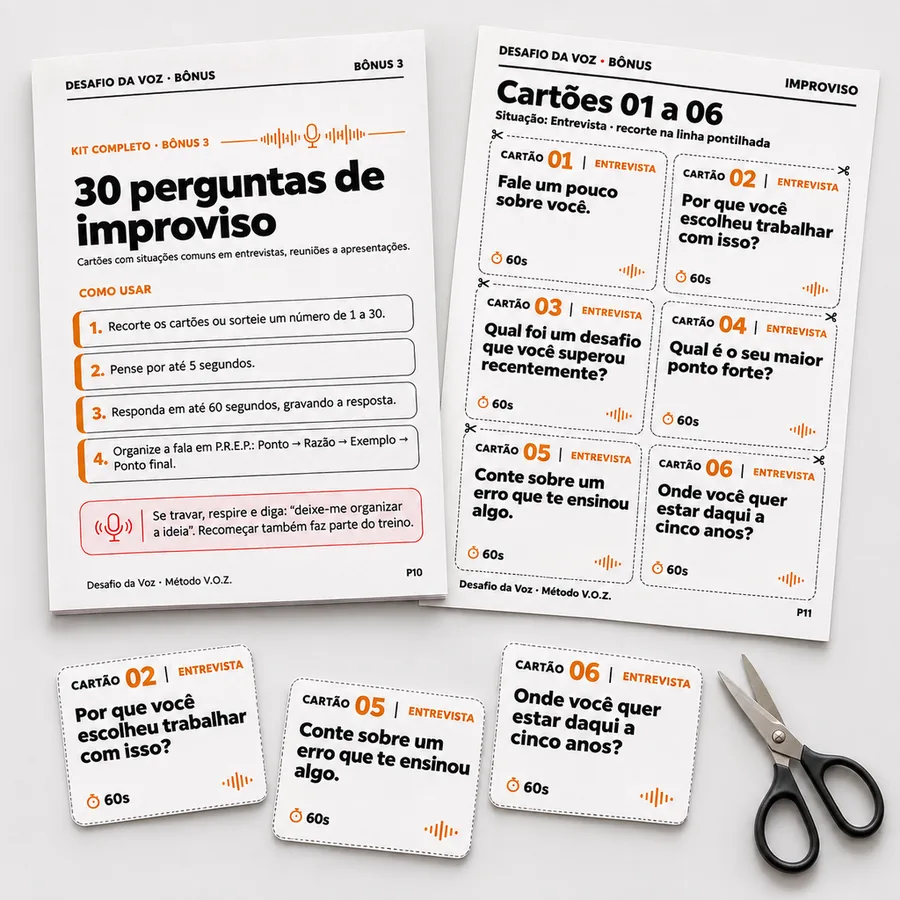 DESAFIO DA VOZ · BÔNUS
BÔNUS 3
KIT COMPLETO · BÔNUS 3
30 perguntas de
improviso
Cartões com situações comuns em entrevistas, reuniões a apresentações.
COMO USAR
1. Recorte os cartões ou sorteie um número de 1 a 30.
2. Pense por até 5 segundos.
3. Responda em até 60 segundos, gravando a resposta.
4. Organize a fala em P.R.E.P.: Ponto → Razão → Exemplo →
Ponto final.
Se travar, respire e diga: “deixe-me organizar
a ideia”. Recomeçar também faz parte do treino.
Desafio da Voz · Método V.O.Z.
P10
DESAFIO DA VOZ · BÔNUS
IMPROVISO
Cartões 01 a 06
Situação: Entrevista · recorte na linha pontilhada
CARTÃO 01 | ENTREVISTA
Fale um pouco
sobre você.
60s
CARTÃO 02 | ENTREVISTA
Por que você
escolheu trabalhar
com isso?
60s
CARTÃO 03 | ENTREVISTA
Qual foi um desafio
que você superou
recentemente?
60s
CARTÃO 04 | ENTREVISTA
Qual é o seu maior
ponto forte?
60s
CARTÃO 05 | ENTREVISTA
Conte sobre um
erro que te ensinou
algo.
60s
CARTÃO 06 | ENTREVISTA
Onde você quer
estar daqui a
cinco anos?
60s
Desafio da Voz · Método V.O.Z.
P11
CARTÃO 02 | ENTREVISTA
Por que você
escolheu trabalhar
com isso?
60s
CARTÃO 05 | ENTREVISTA
Conte sobre um
erro que te ensinou
algo.
60s
CARTÃO 06 | ENTREVISTA
Onde você quer
estar daqui a
cinco anos?
60s